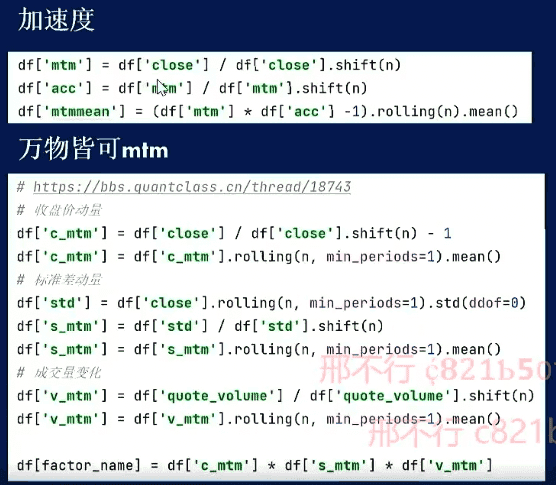 加速度
df['mtm'] = df['close'] / df['close'].shift(n)
df['acc'] = df['mtm'] / df['mtm'].shift(n)
df['mtmmean'] = (df['mtm'] * df['acc'] -1).rolling(n).mean()
万物皆可mtm
# https://bbs.quantclass.cn/thread/18743
# 收盘价动量
df['c_mtm'] = df['close'] / df['close'].shift(n) - 1
df['c_mtm'] = df['c_mtm'].rolling(n, min_periods=1).mean()
# 标准差动量
df['std'] = df['close'].rolling(n, min_periods=1).std(ddof=0)
df['s_mtm'] = df['std'] / df['std'].shift(n)
df['s_mtm'] = df['s_mtm'].rolling(n, min_periods=1).mean()
邢不行
# 成交量变化
df['v_mtm'] = df['quote_volume'] / df['quote_volume'].shift(n)
df['v_mtm'] = df['v_mtm'].rolling(n, min_periods=1).mean()
邢不行 c821b
df[factor_name] = df['c_mtm'] * df['s_mtm'] * df['v_mtm']